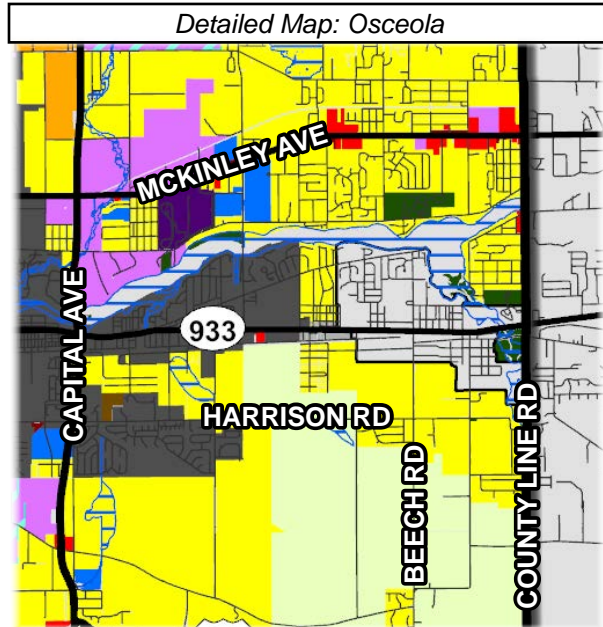 Detailed Map: Osceola
MCKINLEY AVE
CAPITAL AVE
933
HARRISON RD
BEECH RD
COUNTY LINE RD